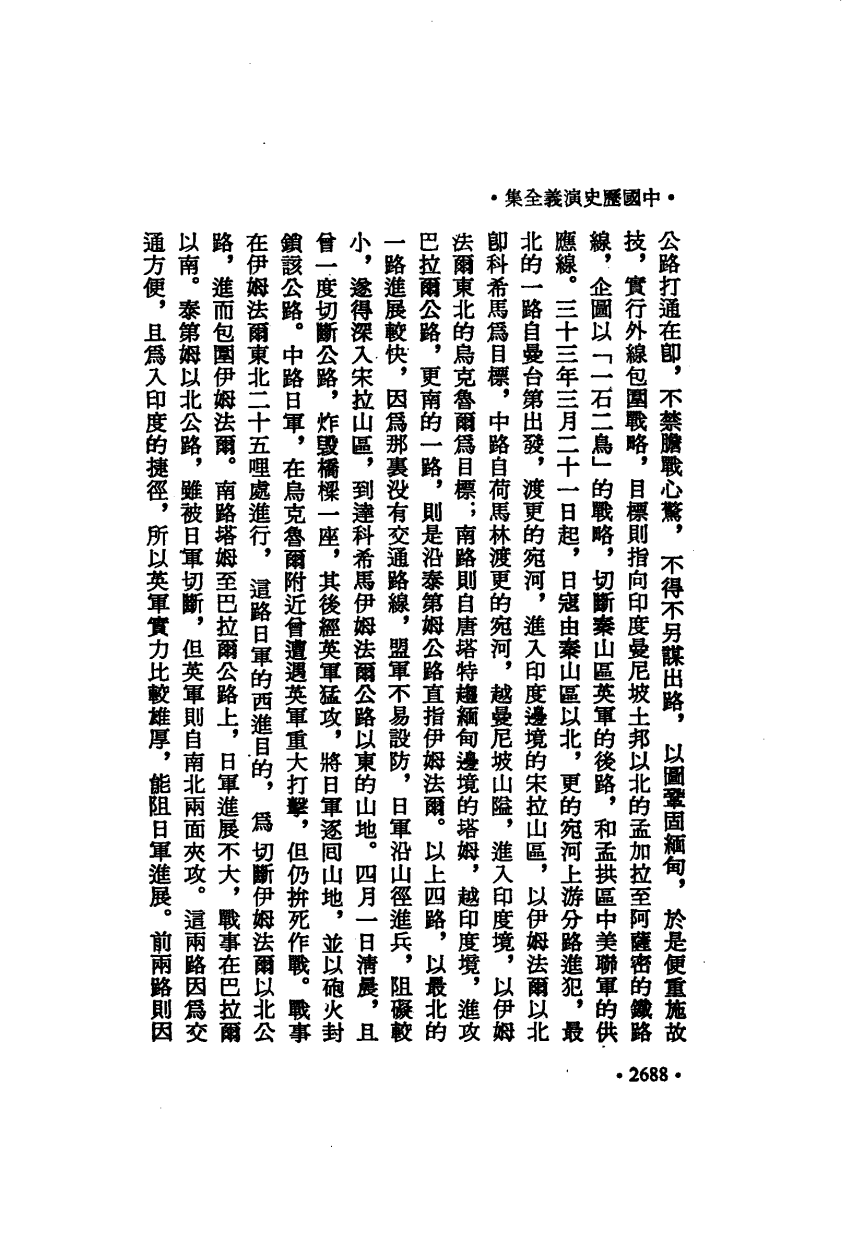 •中國歷史演義全集•
公路打通在卽，不禁膽戰心驚，不得不另謀出路，以圖鞏固緬甸，於是便重施故
技，實行外線包圍戰略，目標則指向印度曼尼坡土邦以北的孟加拉至阿薩密的鐵路
線，企圖以「一石二鳥」的戰略，切斷秦山區英軍的後路，和孟拱區中美聯軍的供
應線。三十三年三月二十一日起，日寇由秦山區以北，更的宛河上游分路進犯，最
北的一路自曼台第出發，渡更的宛河，進入印度邊境的宋拉山區，以伊姆法爾以北
卽科希馬爲目標，中路自荷馬林渡更的宛河，越曼尼坡山隘，進入印度境，以伊姆
法爾東北的烏克魯爾爲目標；南路則自唐塔特趨緬甸邊境的塔姆，越印度境，進攻
巴拉爾公路，更南的一路，則是沿泰第姆公路直指伊姆法爾。以上四路，以最北的
一路進展較快，因爲那裏没有交通路線，盟軍不易設防，日軍沿山徑進兵，阻礙較
小，遂得深入宋拉山區，到達科希馬伊姆法爾公路以東的山地。四月一日清晨，且
曾一度切斷公路，炸毀橋樑一座，其後經英軍猛攻，將日軍逐囘山地，並以砲火封
鎖該公路。中路日軍，在烏克魯爾附近曾遭遇英軍重大打擊，但仍拚死作戰。戰事
在伊姆法爾東北二十五哩處進行，這路日軍的西進目的，爲切斷伊姆法爾以北公
路，進而包圍伊姆法爾。南路塔姆至巴拉爾公路上，日軍進展不大，戰事在巴拉爾
以南。泰第姆以北公路，雖被日軍切斷，但英軍則自南北兩面夾攻。這兩路因爲交
通方便，且爲入印度的捷徑，所以英軍實力比較雄厚，能阻日軍進展。前兩路則因
•2688•